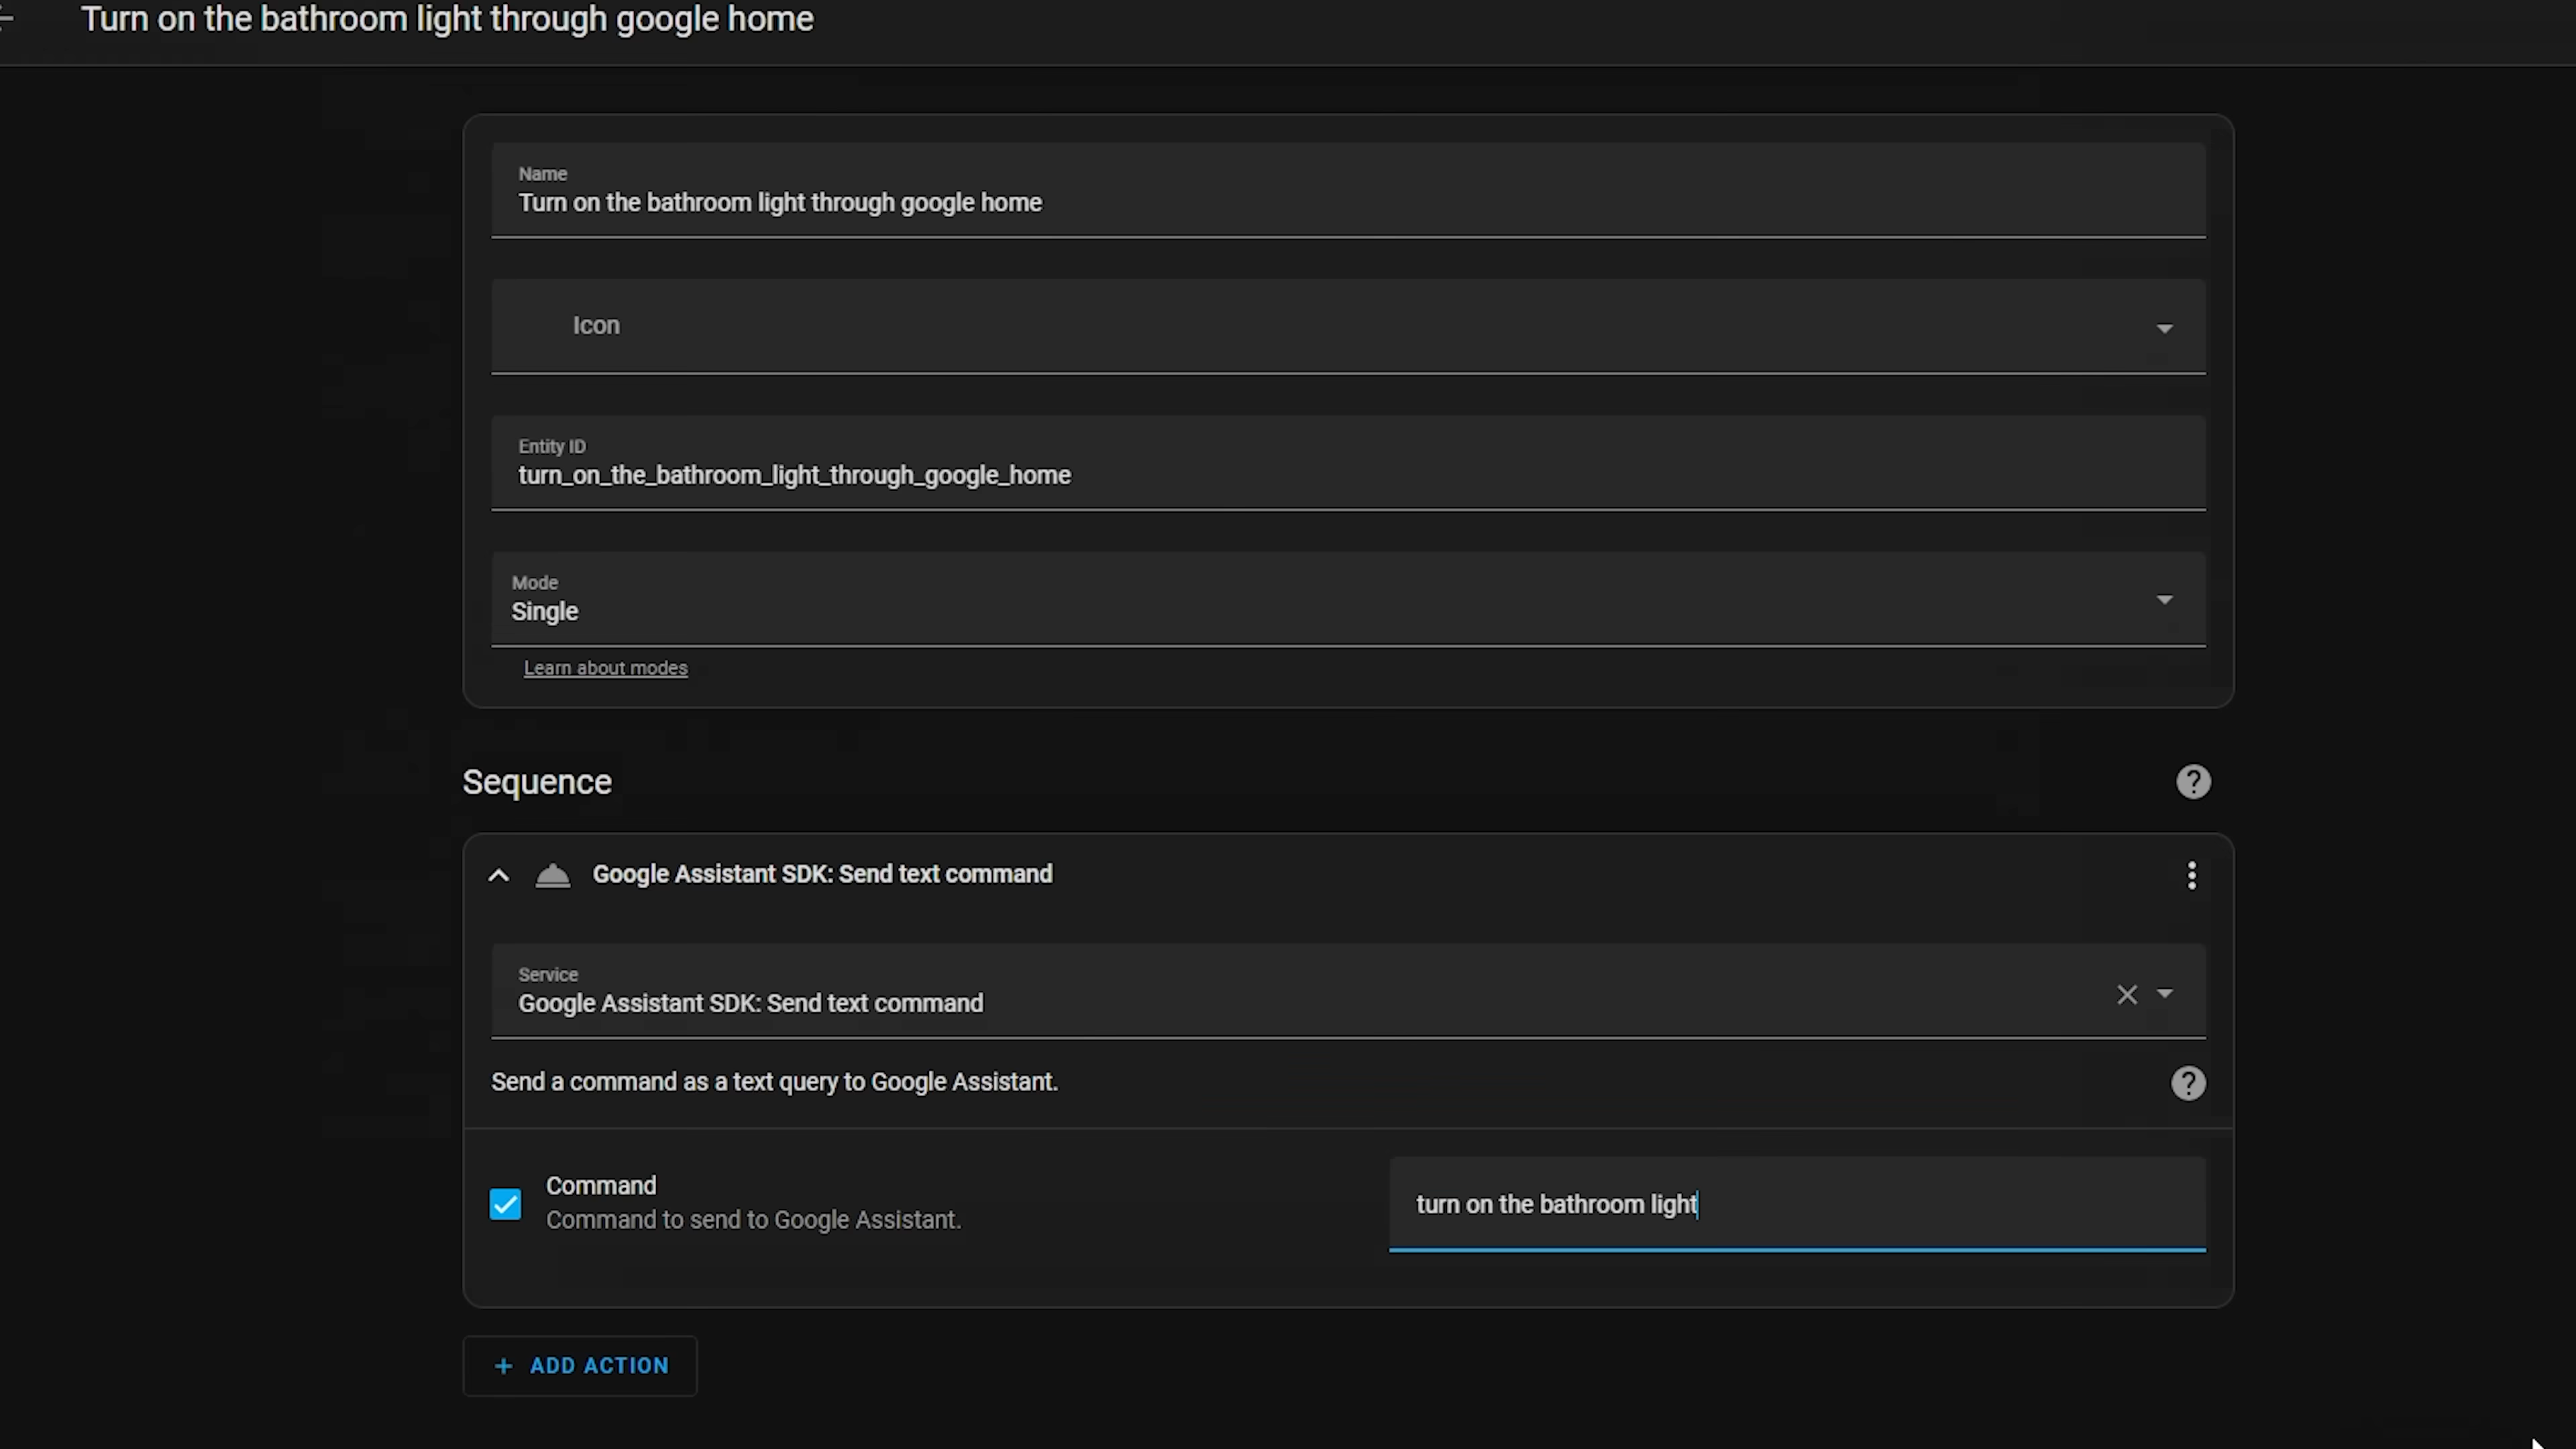 Turn on the bathroom light through google home
Name
Turn on the bathroom light through google home
Icon
Entity ID
turn_on_the_bathroom_light_through_google_home
Mode
Single
Learn about modes
Sequence
Google Assistant SDK: Send text command
Service
Google Assistant SDK: Send text command
Send a command as a text query to Google Assistant.
Command
Command to send to Google Assistant.
turn on the bathroom light
+ ADD ACTION